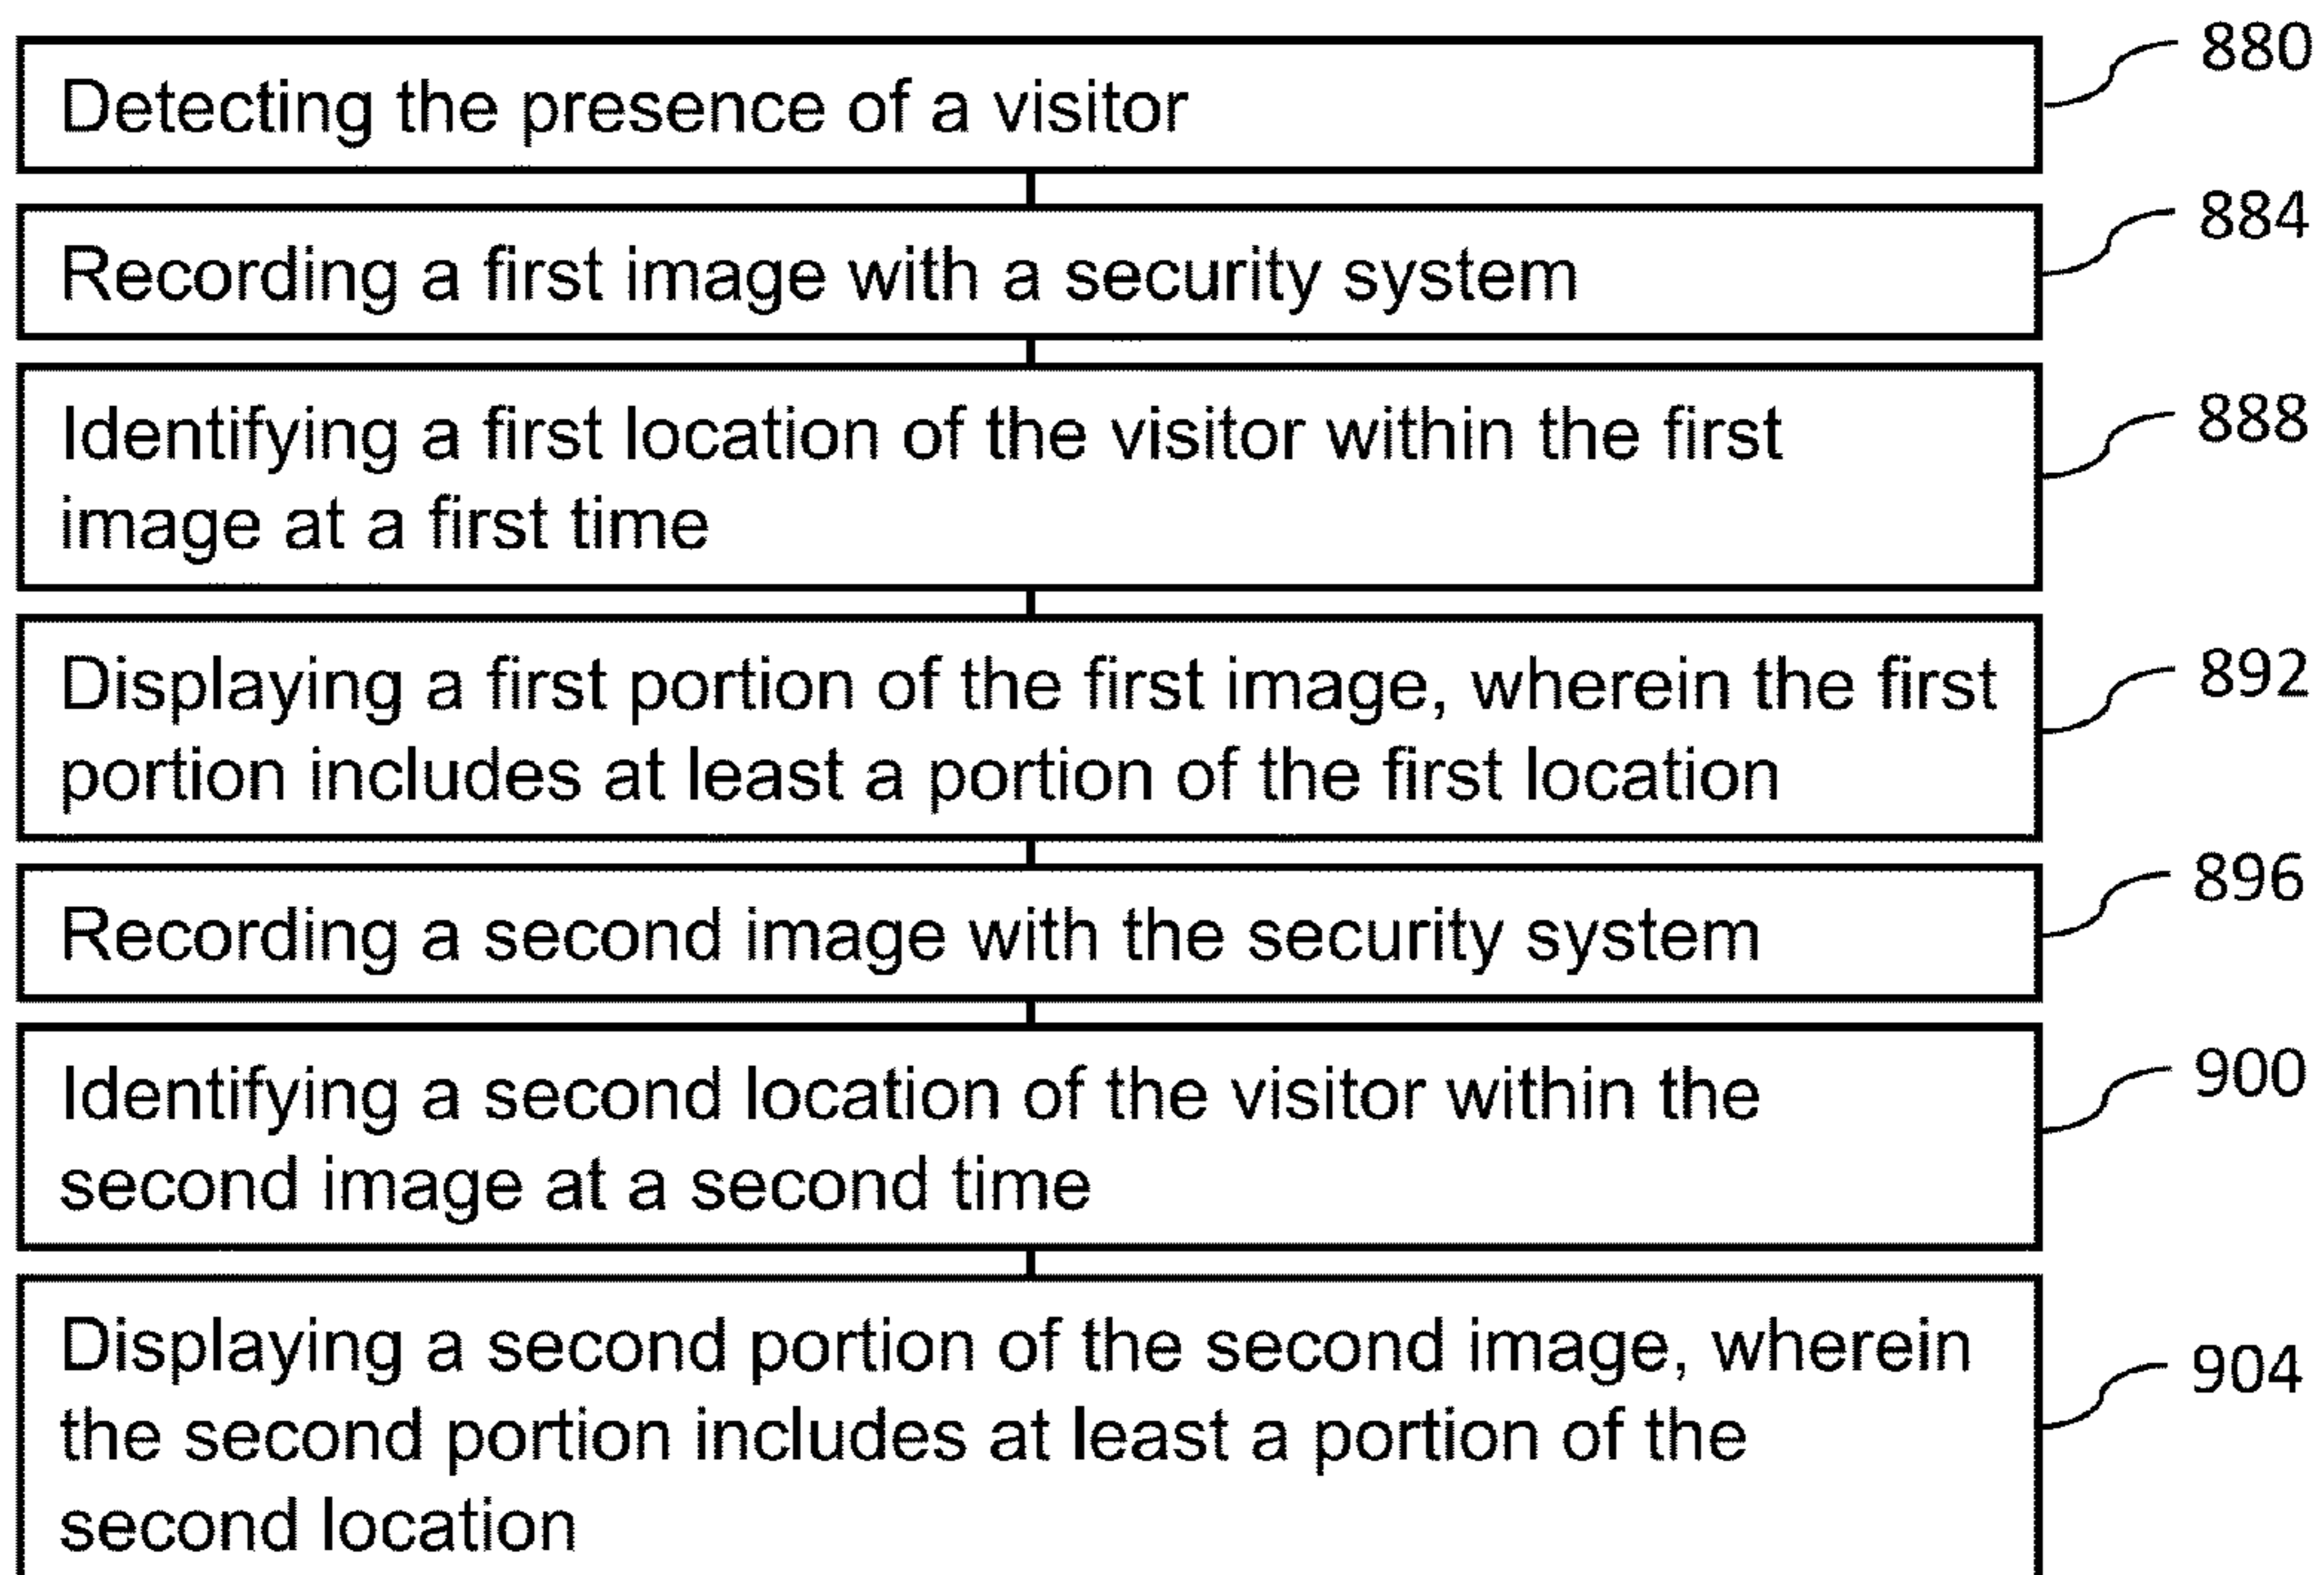 Detecting the presence of a visitor
880
Recording a first image with a security system
884
Identifying a first location of the visitor within the first
image at a first time
888
Displaying a first portion of the first image, wherein the first
portion includes at least a portion of the first location
892
Recording a second image with the security system
896
Identifying a second location of the visitor within the
second image at a second time
900
Displaying a second portion of the second image, wherein
the second portion includes at least a portion of the
second location
904